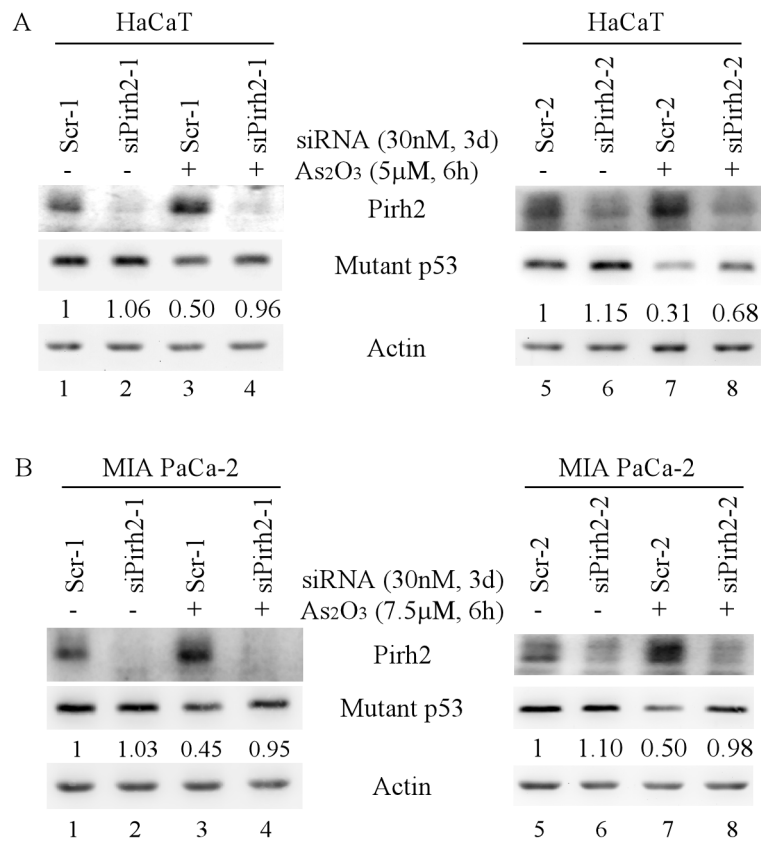 A
HaCaT
HaCaT
Scr-1 siPirh2-1 Scr-1 siPirh2-1
Scr-2 siPirh2-2 Scr-2 siPirh2-2
siRNA (30nM, 3d)
- - + + As₂O₃ (5μM, 6h) - - + +
Pirh2
Mutant p53
1 1.06 0.50 0.96 1 1.15 0.31 0.68
Actin
1 2 3 4 5 6 7 8
B
MIA PaCa-2
MIA PaCa-2
Scr-1 siPirh2-1 Scr-1 siPirh2-1
Scr-2 siPirh2-2 Scr-2 siPirh2-2
siRNA (30nM, 3d)
- - + + As₂O₃ (7.5μM, 6h) - - + +
Pirh2
Mutant p53
1 1.03 0.45 0.95 1 1.10 0.50 0.98
Actin
1 2 3 4 5 6 7 8